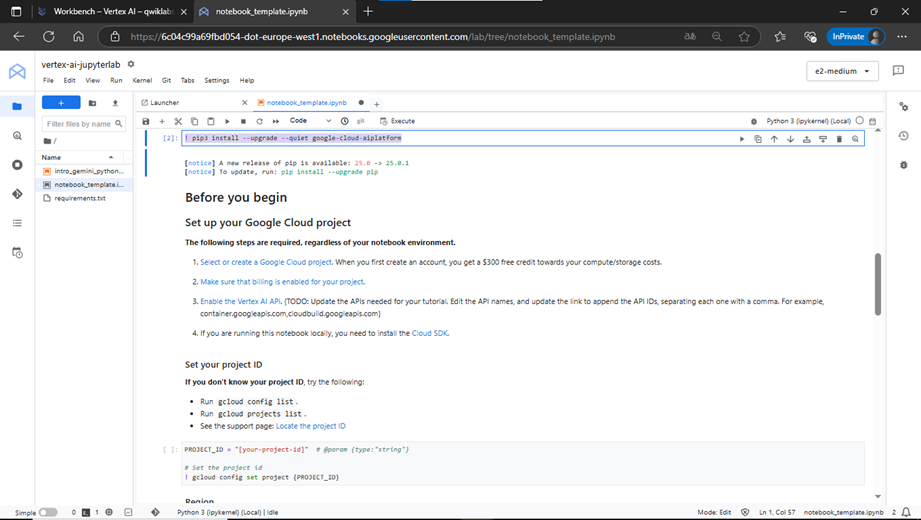 Workbench – Vertex AI – qwiklab
notebook_template.ipynb
https://6c04c99a69fbd054-dot-europe-west1.notebooks.googleusercontent.com/lab/tree/notebook_template.ipynb
InPrivate
vertex-ai-jupyterlab
File Edit View Run Kernel Git Tabs Settings Help
e2-medium
Launcher
notebook_template.ipynb
Filter files by name
Code
git
Execute
Python 3 (ipykernel) (Local)
/
Name
intro_gemini_python...
notebook_template.i...
requirements.txt
[2]: ! pip3 install --upgrade --quiet google-cloud-aiplatform
[notice] A new release of pip is available: 25.0 -> 25.0.1
[notice] To update, run: pip install --upgrade pip
Before you begin
Set up your Google Cloud project
The following steps are required, regardless of your notebook environment.
1. Select or create a Google Cloud project. When you first create an account, you get a $300 free credit towards your compute/storage costs.
2. Make sure that billing is enabled for your project.
3. Enable the Vertex AI API. {TODO: Update the APIs needed for your tutorial. Edit the API names, and update the link to append the API IDs, separating each one with a comma. For example,
container.googleapis.com,cloudbuild.googleapis.com}
4. If you are running this notebook locally, you need to install the Cloud SDK.
Set your project ID
If you don't know your project ID, try the following:
• Run gcloud config list.
• Run gcloud projects list.
• See the support page: Locate the project ID
[ ]: PROJECT_ID = "[your-project-id]" # @param {type:"string"}
# Set the project id
! gcloud config set project {PROJECT_ID}
Region
Simple
0
1
Python 3 (ipykernel) (Local) | Idle
Mode: Edit
Ln 1, Col 57
notebook_template.ipynb
2